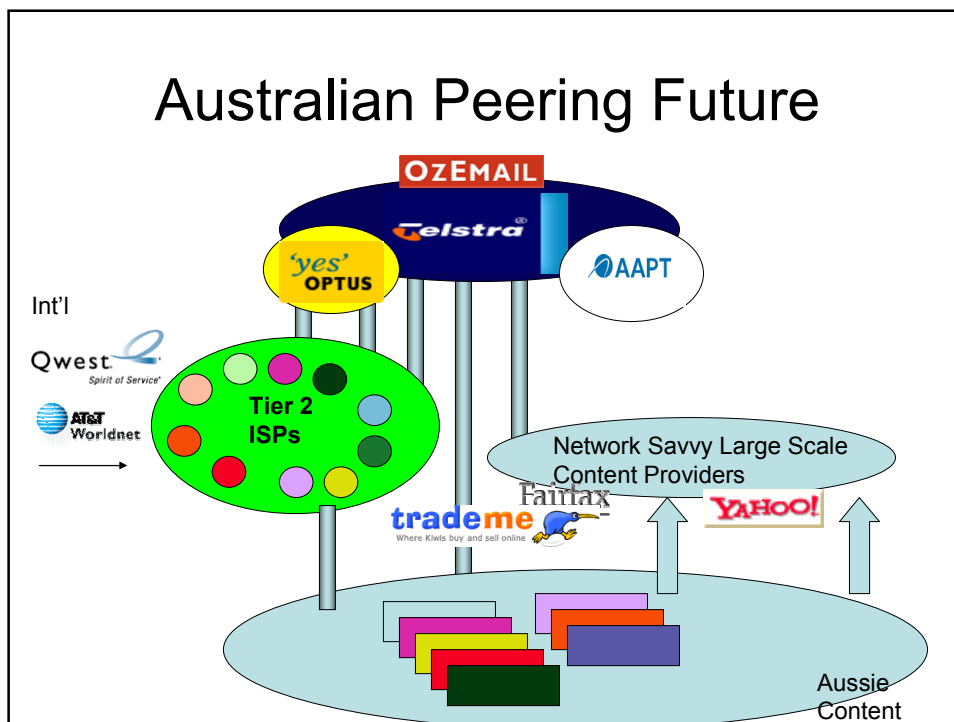 Australian Peering Future
OZEMAIL
Telstra®
'yes'
OPTUS
AAPT
Int'l
Qwest
Spirit of Service
AT&T
Worldnet
Tier 2
ISPs
Network Savvy Large Scale
Content Providers
Fairfax
trademe
Where Kiwis buy and sell online
YAHOO!
Aussie
Content